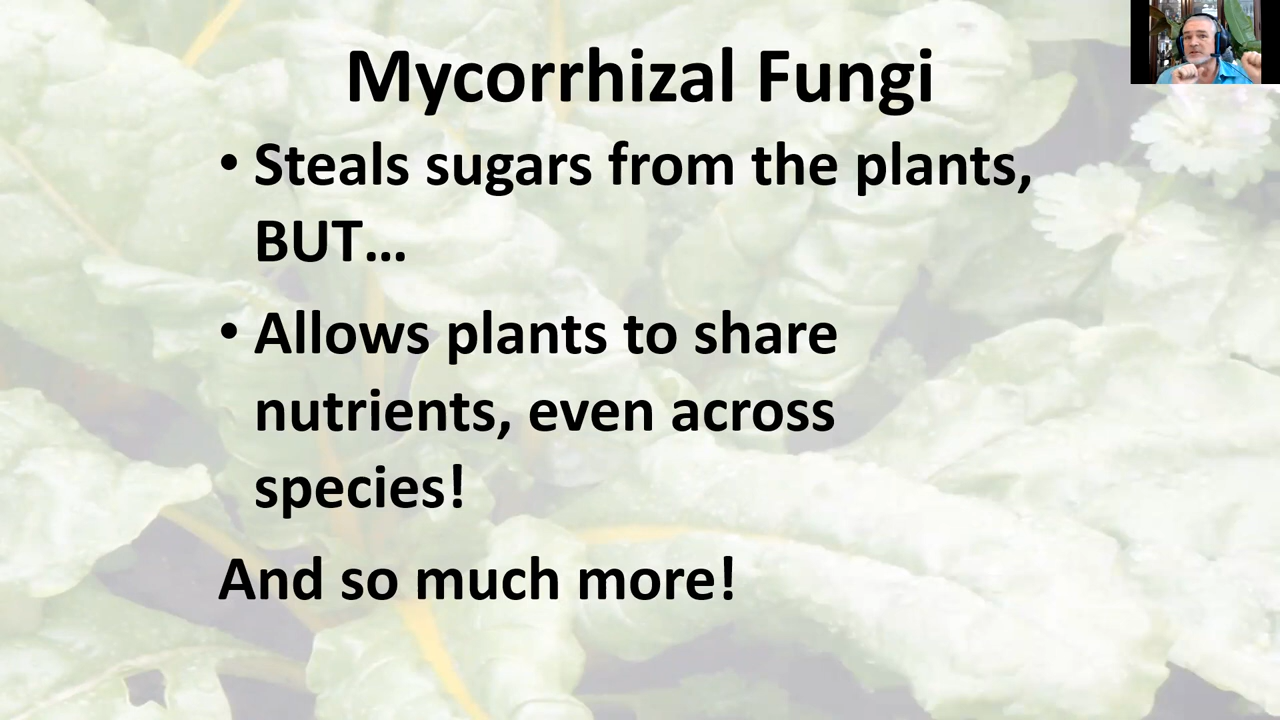 Mycorrhizal Fungi
• Steals sugars from the plants,
BUT…
• Allows plants to share
nutrients, even across
species!
And so much more!